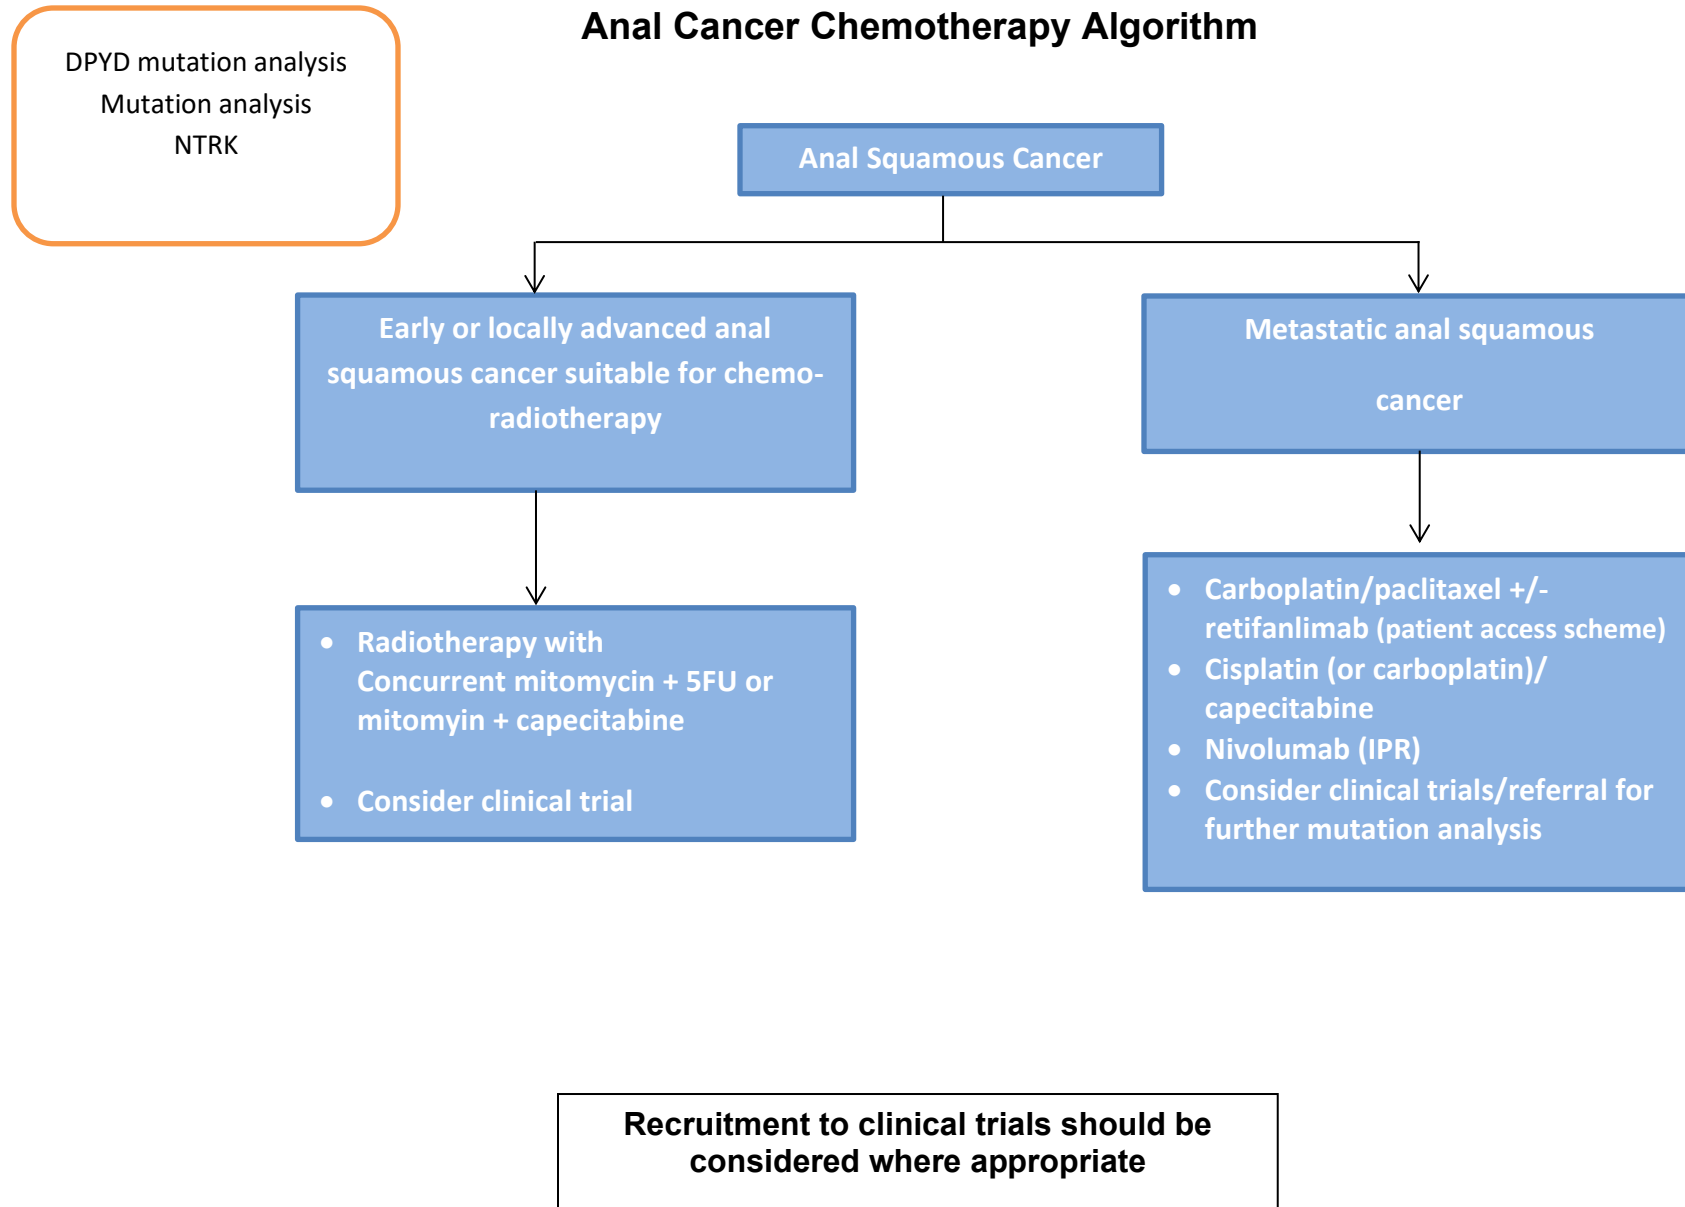 Anal Cancer Chemotherapy Algorithm
DPYD mutation analysis
Mutation analysis
NTRK
Anal Squamous Cancer
Early or locally advanced anal
squamous cancer suitable for chemo-
radiotherapy
Metastatic anal squamous
cancer
• Radiotherapy with
Concurrent mitomycin + 5FU or
mitomyin + capecitabine
• Consider clinical trial
• Carboplatin/paclitaxel +/-
retifanlimab (patient access scheme)
• Cisplatin (or carboplatin)/
capecitabine
• Nivolumab (IPR)
• Consider clinical trials/referral for
further mutation analysis
Recruitment to clinical trials should be
considered where appropriate